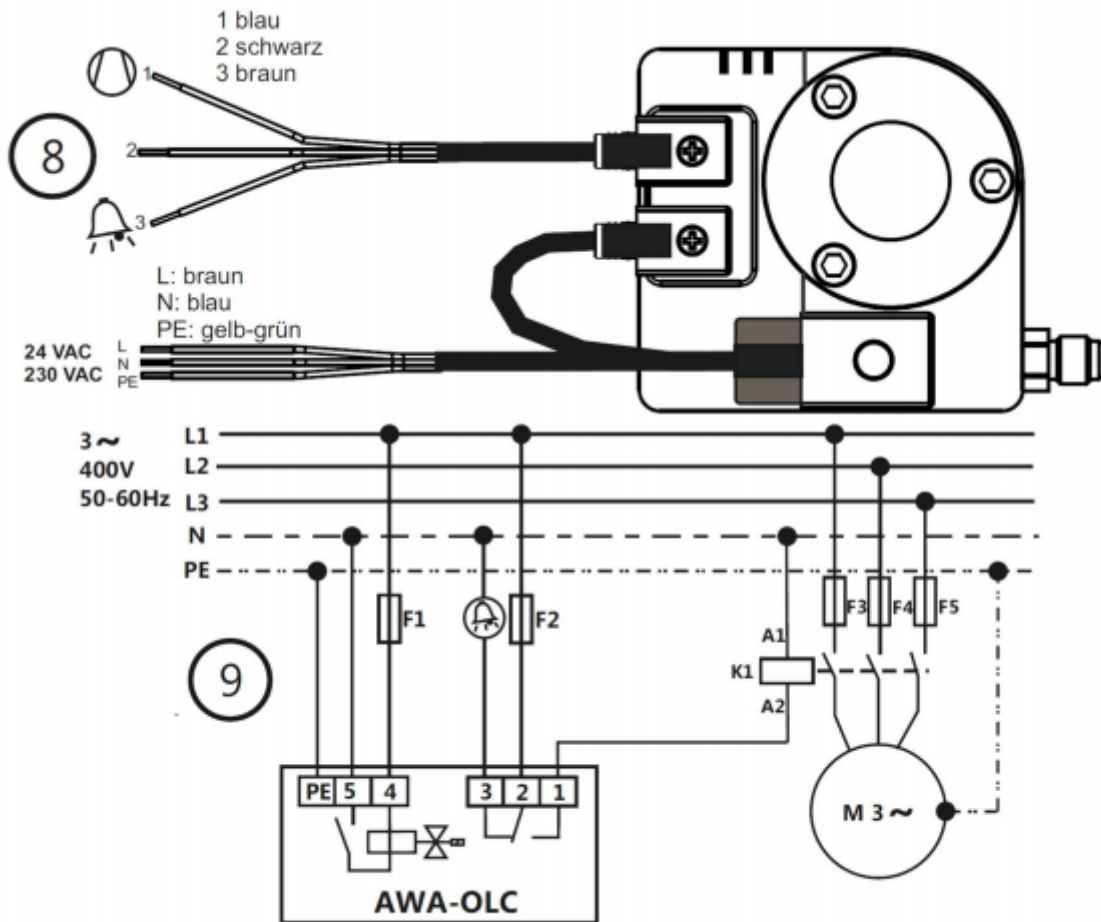 1 blau
2 schwarz
3 braun
1
8
2
3
L: braun
N: blau
PE: gelb-grün
24 VAC L
N
230 VAC PE
3 ~ L1
400V L2
50-60Hz L3
N
PE
F1 F2 F3 F4 F5
A1
K1
9
A2
PE 5 4 3 2 1
M 3 ~
AWA-OLC